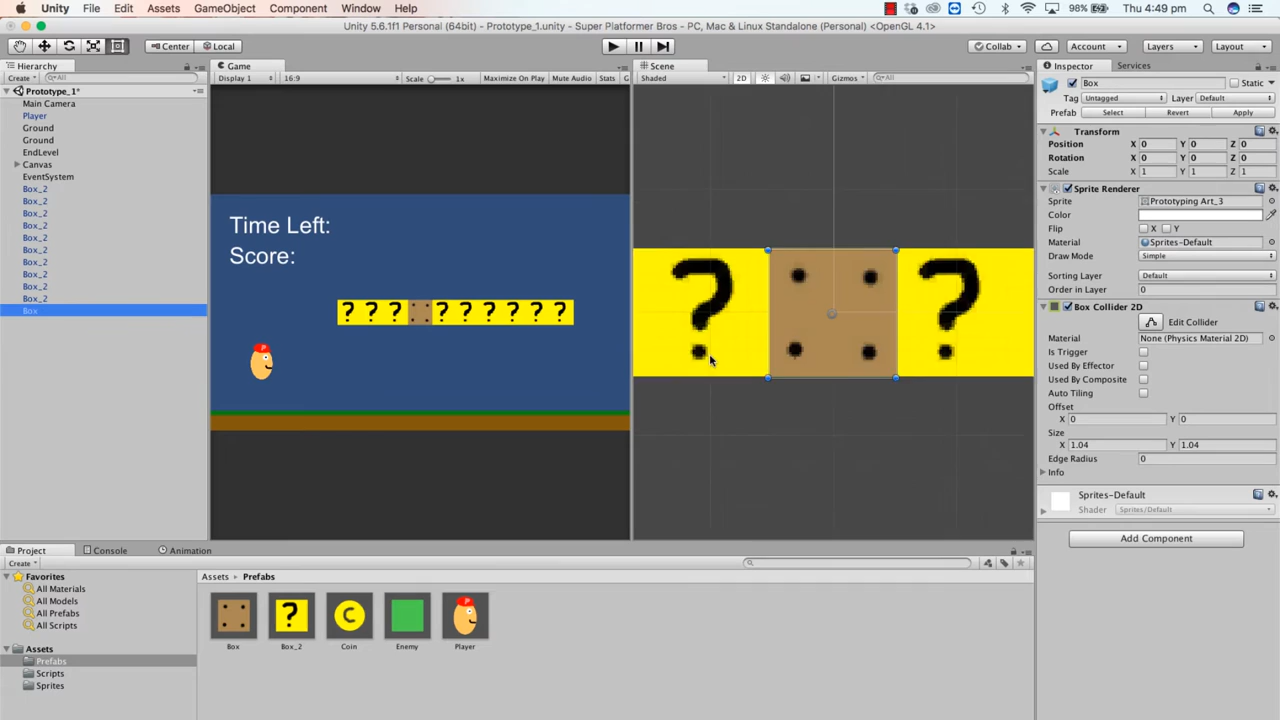 Unity File Edit Assets GameObject Component Window Help 98% Thu 4:49 pm
Unity 5.6.1f1 Personal (64bit) - Prototype_1.unity - Super Platformer Bros - PC, Mac & Linux Standalone (Personal) <OpenGL 4.1>
Center Local Collab Account Layers Layout
Hierarchy Game Scene Inspector Services
Create All Display 1 16:9 Scale 1x Maximize On Play Mute Audio Stats G Shaded 2D Gizmos All
Box Static
Tag Untagged Layer Default
Prefab Select Revert Apply
Prototype_1*
Main Camera
Player
Ground
Ground
EndLevel
Canvas
EventSystem
Box_2
Box_2
Box_2
Box_2
Box_2
Box_2
Box_2
Box_2
Box_2
Box_2
Box
Time Left:
Score:
? ? ? ? ? ? ? ? ?
P
? ?
Transform
Position X 0 Y 0 Z 0
Rotation X 0 Y 0 Z 0
Scale X 1 Y 1 Z 1
Sprite Renderer
Sprite Prototyping Art_3
Color
Flip X Y
Material Sprites-Default
Draw Mode Simple
Sorting Layer Default
Order in Layer 0
Box Collider 2D
Edit Collider
Material None (Physics Material 2D)
Is Trigger
Used By Effector
Used By Composite
Auto Tiling
Offset
X 0 Y 0
Size
X 1.04 Y 1.04
Edge Radius 0
Info
Sprites-Default
Shader Sprites/Default
Add Component
Project Console Animation
Create
Favorites
All Materials
All Models
All Prefabs
All Scripts
Assets
Prefabs
Scripts
Sprites
Assets Prefabs
? C P
Box Box_2 Coin Enemy Player